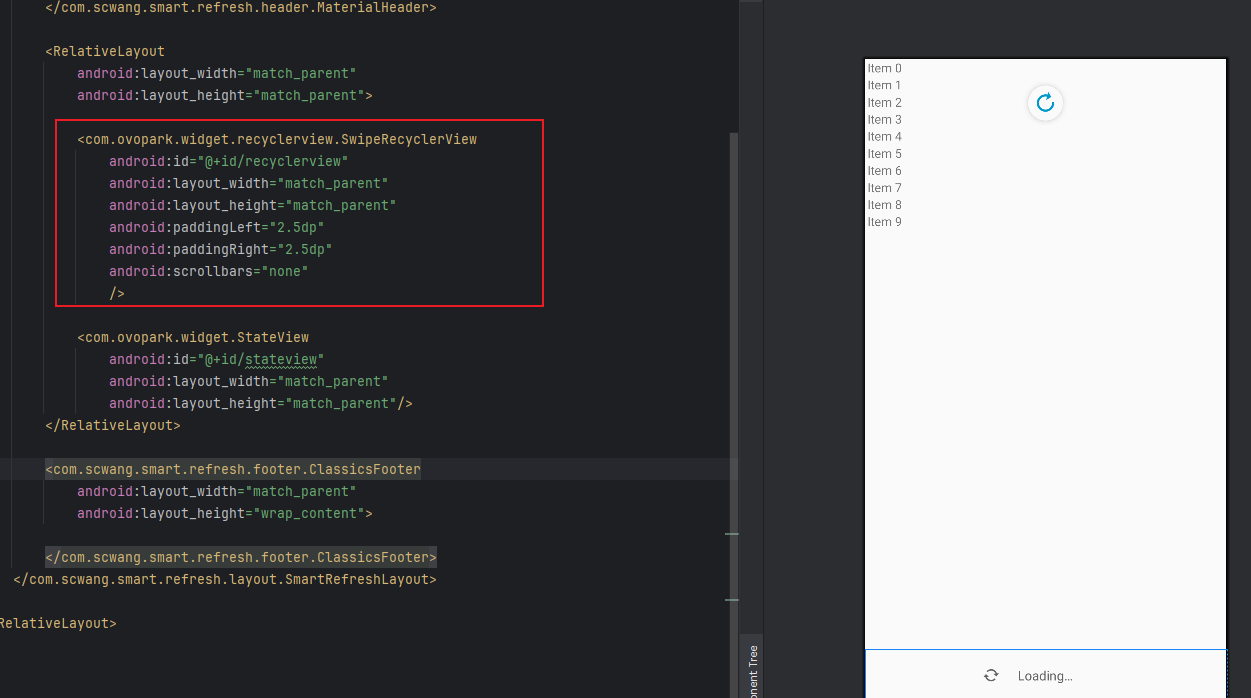 </com.scwang.smart.refresh.header.MaterialHeader>
<RelativeLayout
android:layout_width="match_parent"
android:layout_height="match_parent">
<com.ovopark.widget.recyclerview.SwipeRecyclerView
android:id="@+id/recyclerview"
android:layout_width="match_parent"
android:layout_height="match_parent"
android:paddingLeft="2.5dp"
android:paddingRight="2.5dp"
android:scrollbars="none"
/>
<com.ovopark.widget.StateView
android:id="@+id/stateview"
android:layout_width="match_parent"
android:layout_height="match_parent"/>
</RelativeLayout>
<com.scwang.smart.refresh.footer.ClassicsFooter
android:layout_width="match_parent"
android:layout_height="wrap_content">
</com.scwang.smart.refresh.footer.ClassicsFooter>
</com.scwang.smart.refresh.layout.SmartRefreshLayout>
RelativeLayout>
nent Tree
Item 0
Item 1
Item 2
Item 3
Item 4
Item 5
Item 6
Item 7
Item 8
Item 9
Loading...